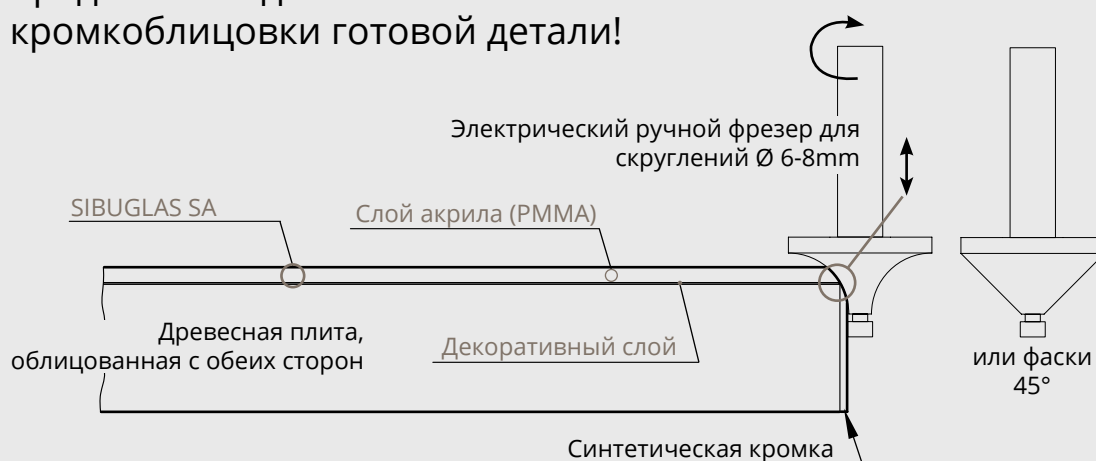 кромкоблицовки готовой детали!
Электрический ручной фрезер для
скруглений Ø 6-8mm
SIBUGLAS SA
Слой акрила (PMMA)
Древесная плита,
облицованная с обеих сторон
Декоративный слой
или фаски
45°
Синтетическая кромка